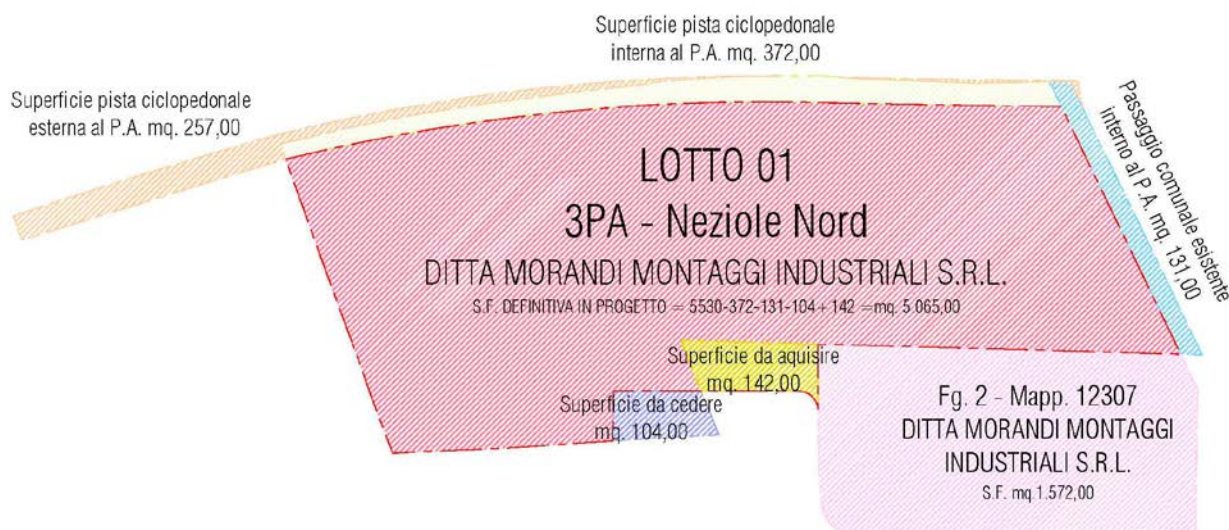 Superficie pista ciclopedonale
interna al P.A. mq. 372,00
Superficie pista ciclopedonale
esterna al P.A. mq. 257,00
Passaggio comunale esistente
interno al P.A. mq. 131,00
LOTTO 01
3PA - Neziole Nord
DITTA MORANDI MONTAGGI INDUSTRIALI S.R.L.
S.F. DEFINITIVA IN PROGETTO = 5530-372-131-104+142 =mq. 5.065,00
Superficie da aquisire
mq. 142,00
Superficie da cedere
mq. 104,00
Fg. 2 - Mapp. 12307
DITTA MORANDI MONTAGGI
INDUSTRIALI S.R.L.
S.F. mq.1.572,00